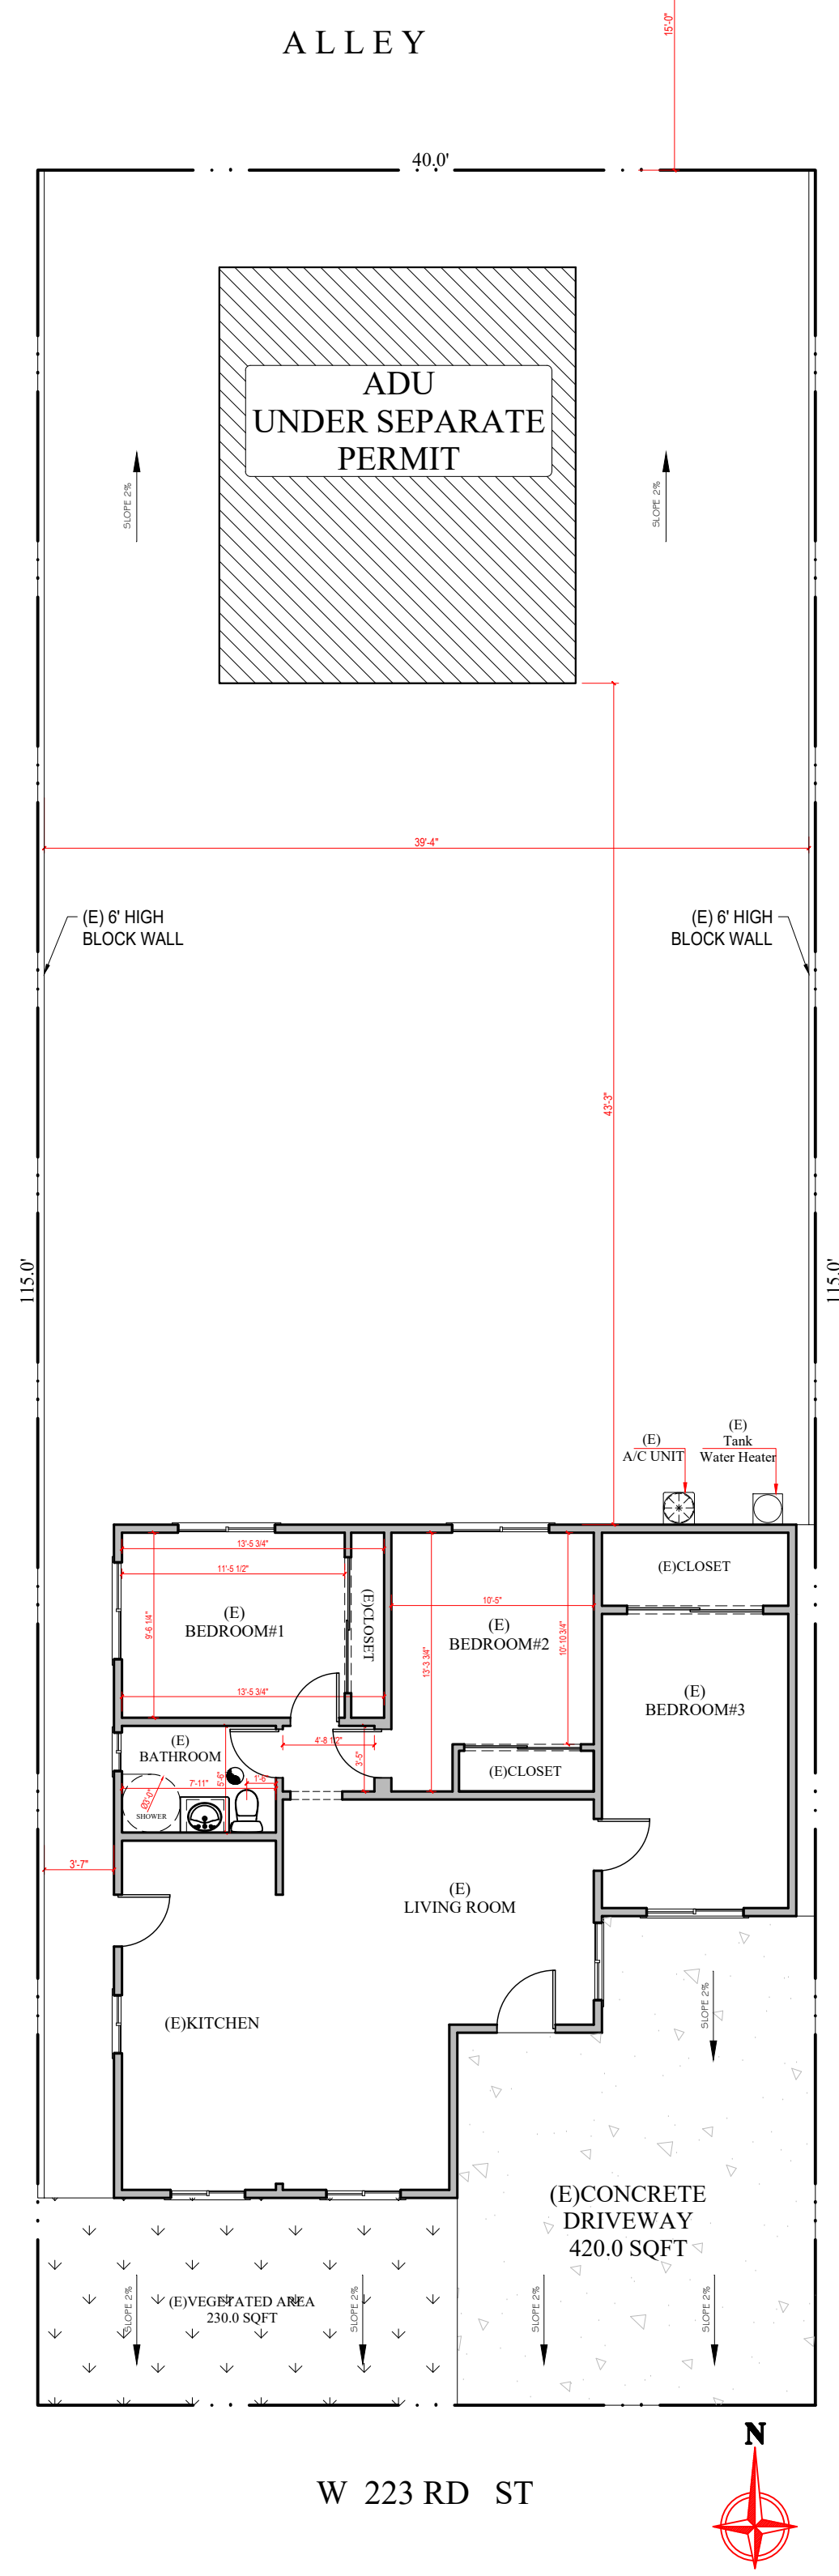 ALLEY
15'-0"
40.0'
ADU
UNDER SEPARATE
PERMIT
SLOPE 2%
SLOPE 2%
39'-4"
(E) 6' HIGH
BLOCK WALL
(E) 6' HIGH
BLOCK WALL
43'-3"
115.0'
115.0'
(E)
A/C UNIT
(E)
Tank
Water Heater
13'-5 3/4"
11'-5 1/2"
9'-6 1/4"
(E)
BEDROOM#1
13'-5 3/4"
(E)CLOSET
10'-5"
(E)
BEDROOM#2
13'-3 3/4"
10'-10 3/4"
(E)CLOSET
(E)CLOSET
(E)
BEDROOM#3
(E)
BATHROOM
4'-8 1/2"
3'-5"
5'-6"
7'-11"
1'-6"
Ø3'-0"
SHOWER
3'-7"
(E)
LIVING ROOM
(E)KITCHEN
SLOPE 2%
(E)CONCRETE
DRIVEWAY
420.0 SQFT
(E)VEGETATED AREA
230.0 SQFT
SLOPE 2%
SLOPE 2%
SLOPE 2%
SLOPE 2%
N
W 223 RD ST